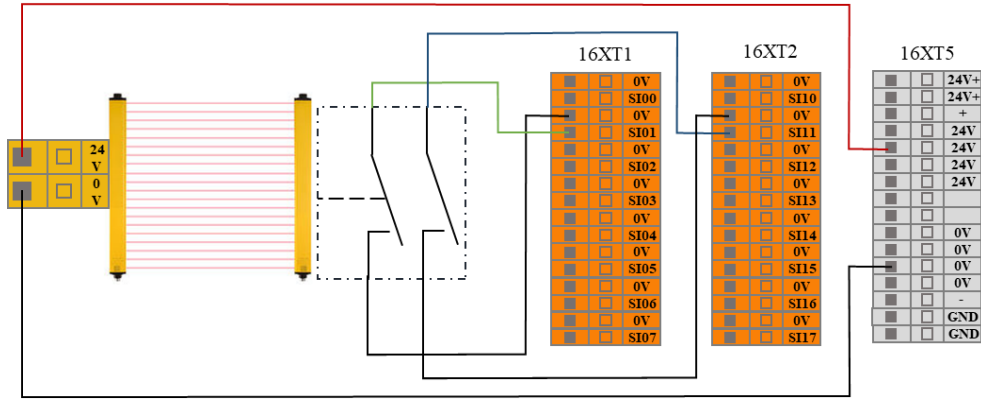 16XT1
16XT2
16XT5
0V
SI00
0V
SI01
0V
SI02
0V
SI03
0V
SI04
0V
SI05
0V
SI06
0V
SI07
0V
SI10
0V
SI11
0V
SI12
0V
SI13
0V
SI14
0V
SI15
0V
SI16
0V
SI17
24V+
24V+
+
24V
24V
24V
24V
0V
0V
0V
0V
-
GND
GND
24
V
0
V